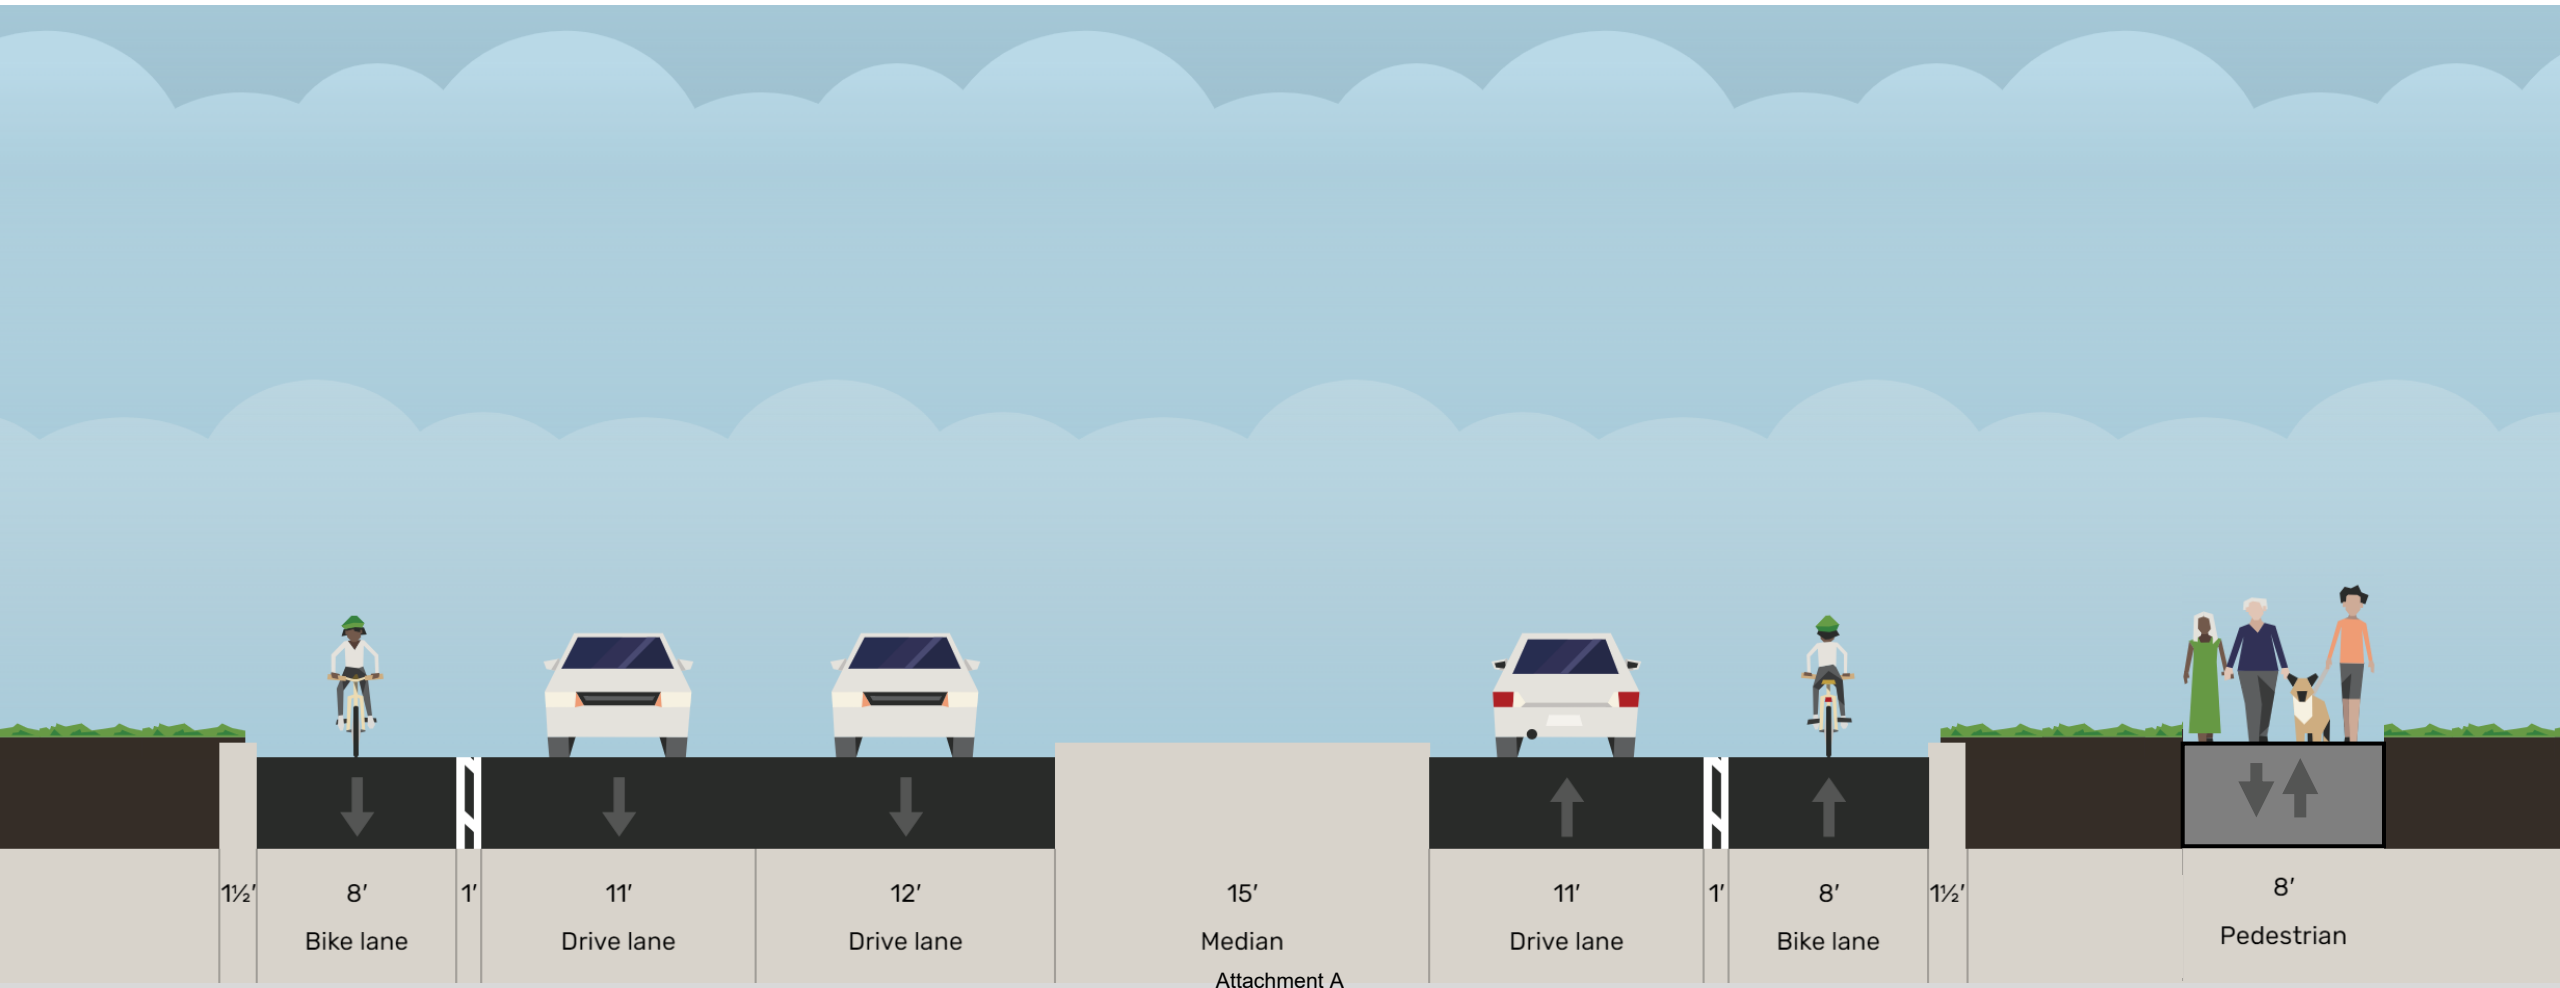 1½’
8’
Bike lane
1’
11’
Drive lane
12’
Drive lane
15’
Median
11’
Drive lane
1’
8’
Bike lane
1½’
8’
Pedestrian
Attachment A